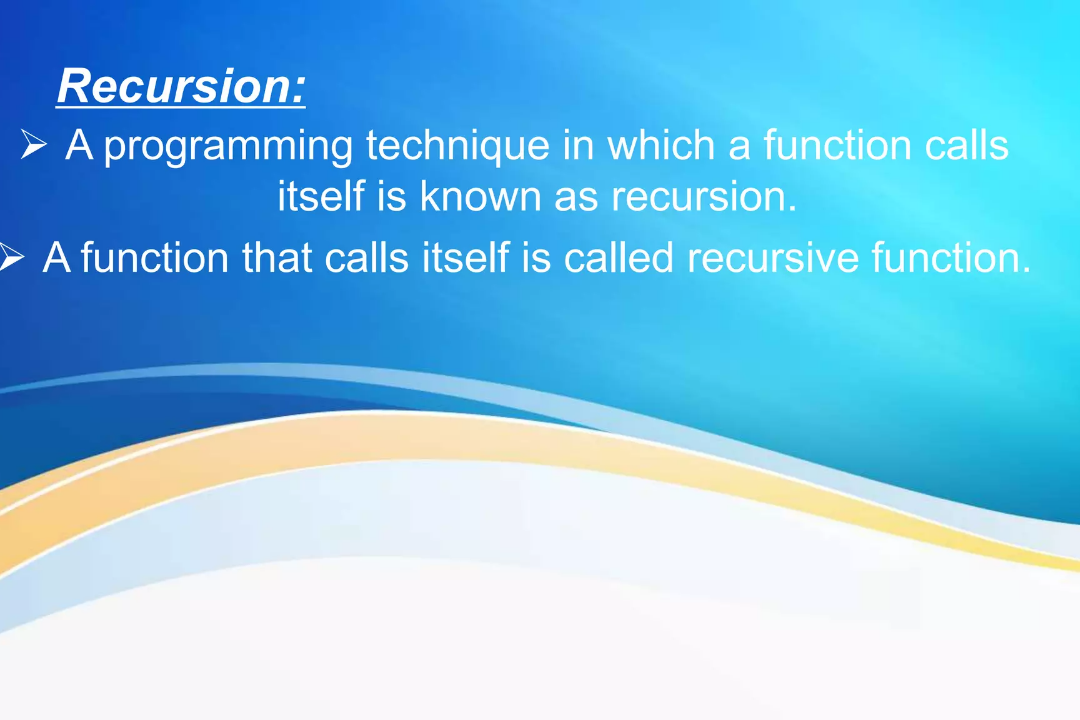 Recursion:
➢ A programming technique in which a function calls
itself is known as recursion.
➢ A function that calls itself is called recursive function.